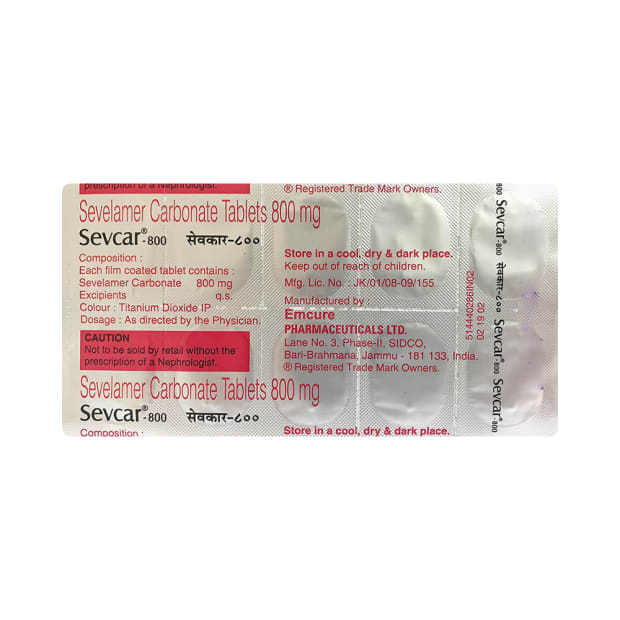 prescription of a Nephrologist.
Sevelamer Carbonate Tablets 800 mg
Sevcar®-800 सेवकार-८००
Composition :
Each film coated tablet contains :
Sevelamer Carbonate 800 mg
Excipients q.s.
Colour : Titanium Dioxide IP
Dosage : As directed by the Physician.
CAUTION
Not to be sold by retail without the
prescription of a Nephrologist.
Sevelamer Carbonate Tablets 800 mg
Sevcar®-800 सेवकार-८००
Composition :
® Registered Trade Mark Owners.
Store in a cool, dry & dark place.
Keep out of reach of children.
Mfg. Lic. No. : JK/01/08-09/155
Manufactured by :
Emcure
PHARMACEUTICALS LTD.
Lane No. 3, Phase-II, SIDCO,
Bari-Brahmana, Jammu - 181 133, India.
® Registered Trade Mark Owners.
Store in a cool, dry & dark place.
02 19 02
800 Sevcar®-800 सेवकार-८०० Sevcar®-800 Sevcar®-800